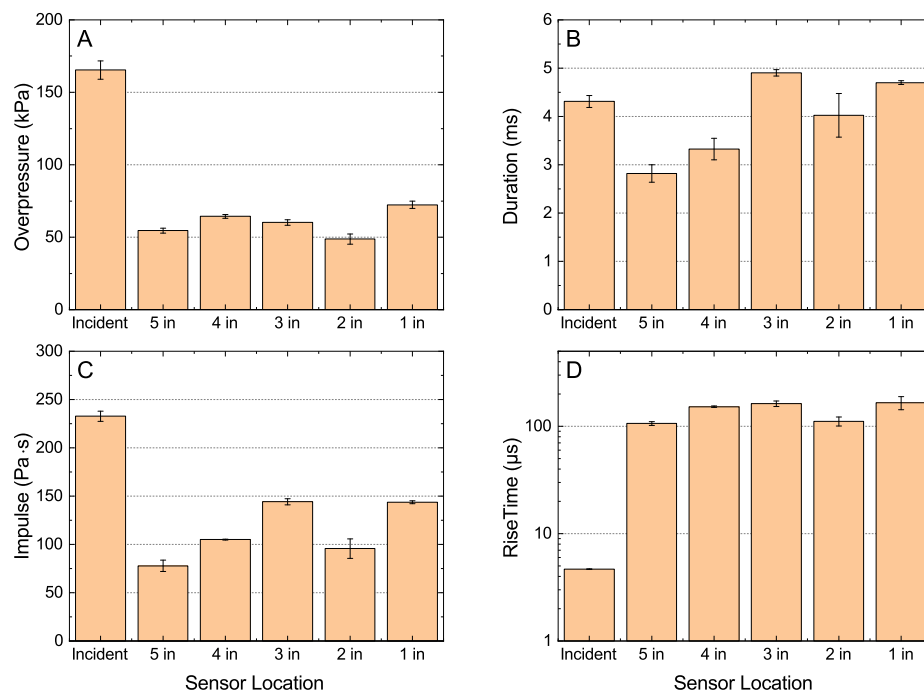 A
Overpressure (kPa)
200
150
100
50
0
Incident 5 in 4 in 3 in 2 in 1 in
B
Duration (ms)
6
5
4
3
2
1
0
Incident 5 in 4 in 3 in 2 in 1 in
C
Impulse (Pa·s)
300
250
200
150
100
50
0
Incident 5 in 4 in 3 in 2 in 1 in
Sensor Location
D
RiseTime (µs)
100
10
1
Incident 5 in 4 in 3 in 2 in 1 in
Sensor Location